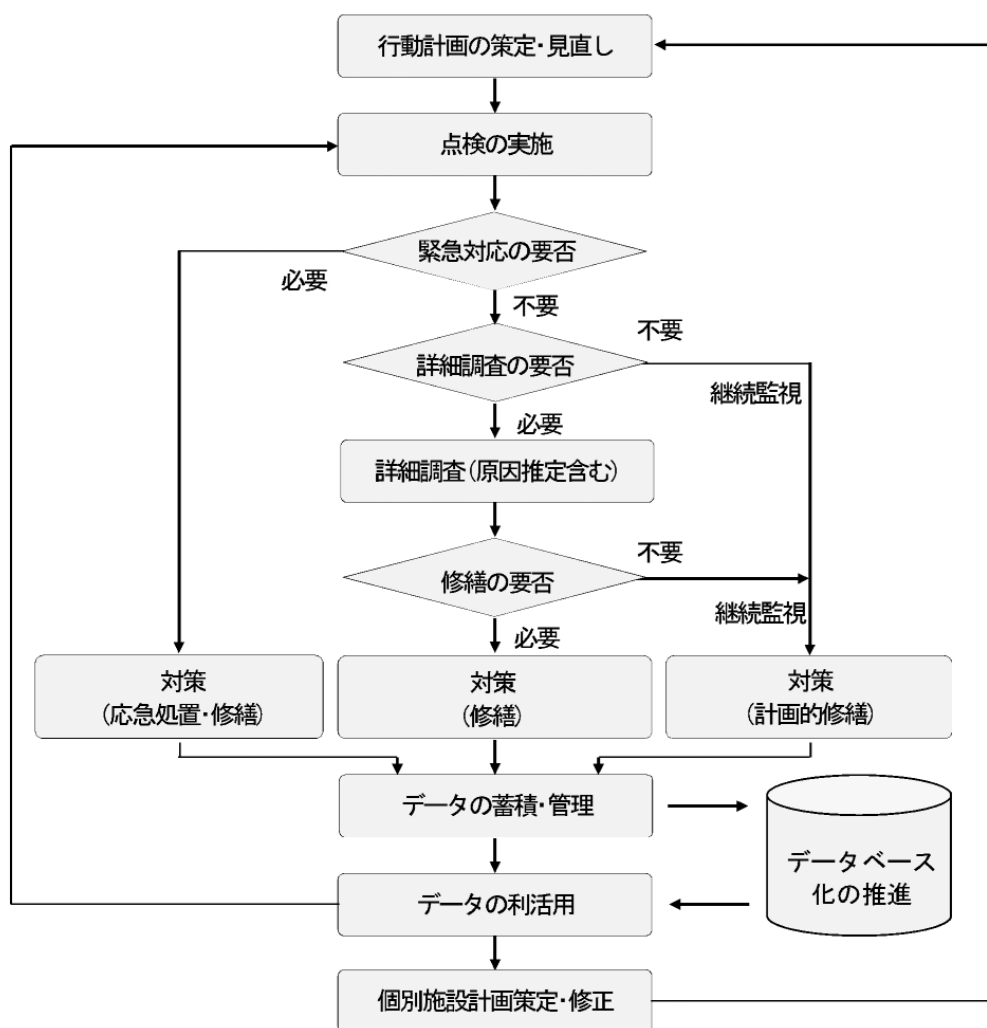 行動計画の策定・見直し
点検の実施
緊急対応の要否
必要
不要
不要
詳細調査の要否
継続監視
必要
詳細調査(原因推定含む)
不要
修繕の要否
継続監視
必要
対策
(応急処置・修繕)
対策
(修繕)
対策
(計画的修繕)
データの蓄積・管理
データベース
化の推進
データの利活用
個別施設計画策定・修正